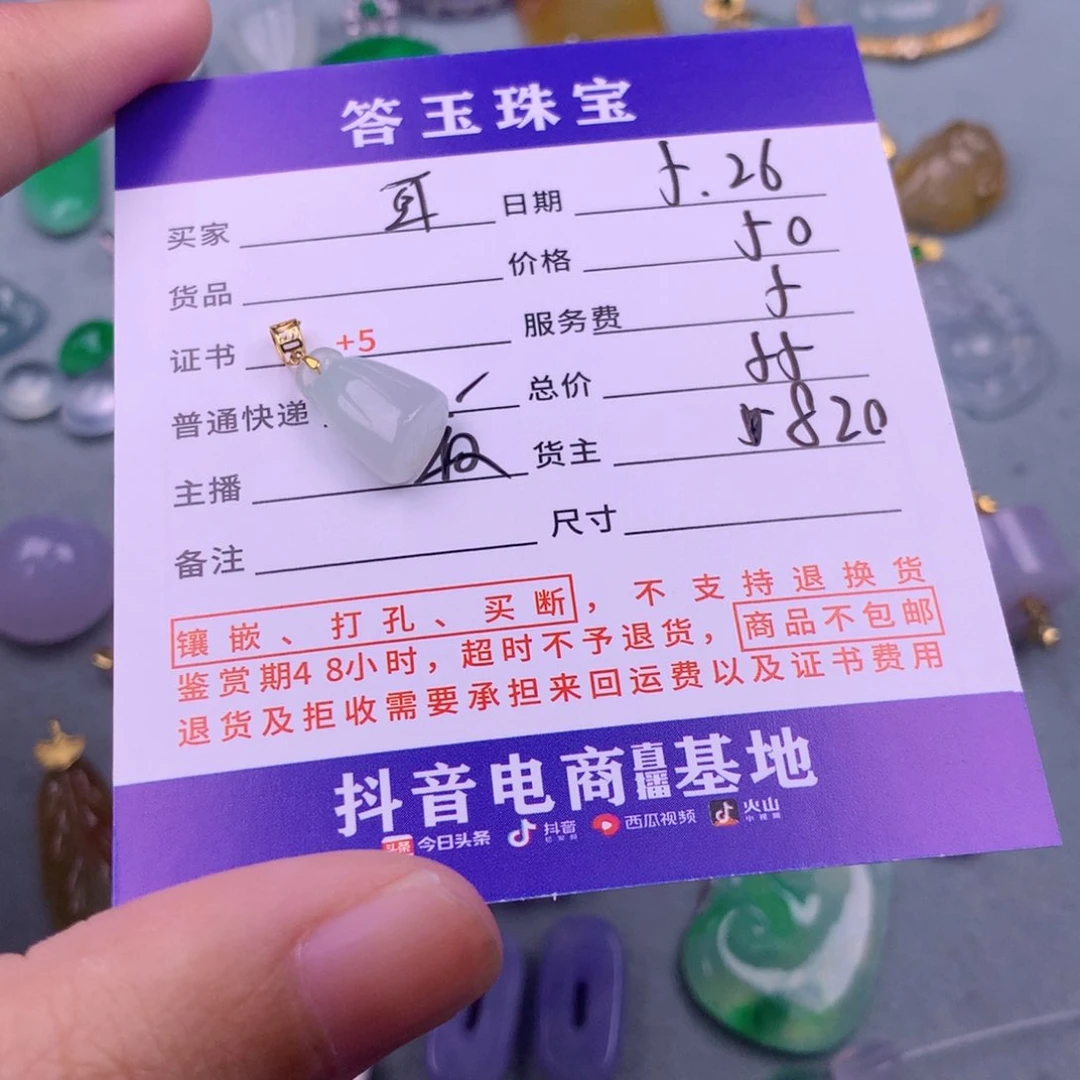 答玉珠宝
买家 耳 日期 5.26
货品 价格 50
证书 +5 服务费 5
普通快递 总价 55
主播 货主 5820
备注 尺寸
镶嵌、打孔、买断，不支持退换货
鉴赏期48小时，超时不予退货，商品不包邮
退货及拒收需要承担来回运费以及证书费用
抖音电商直播基地
头条 今日头条 抖音 西瓜视频 火山